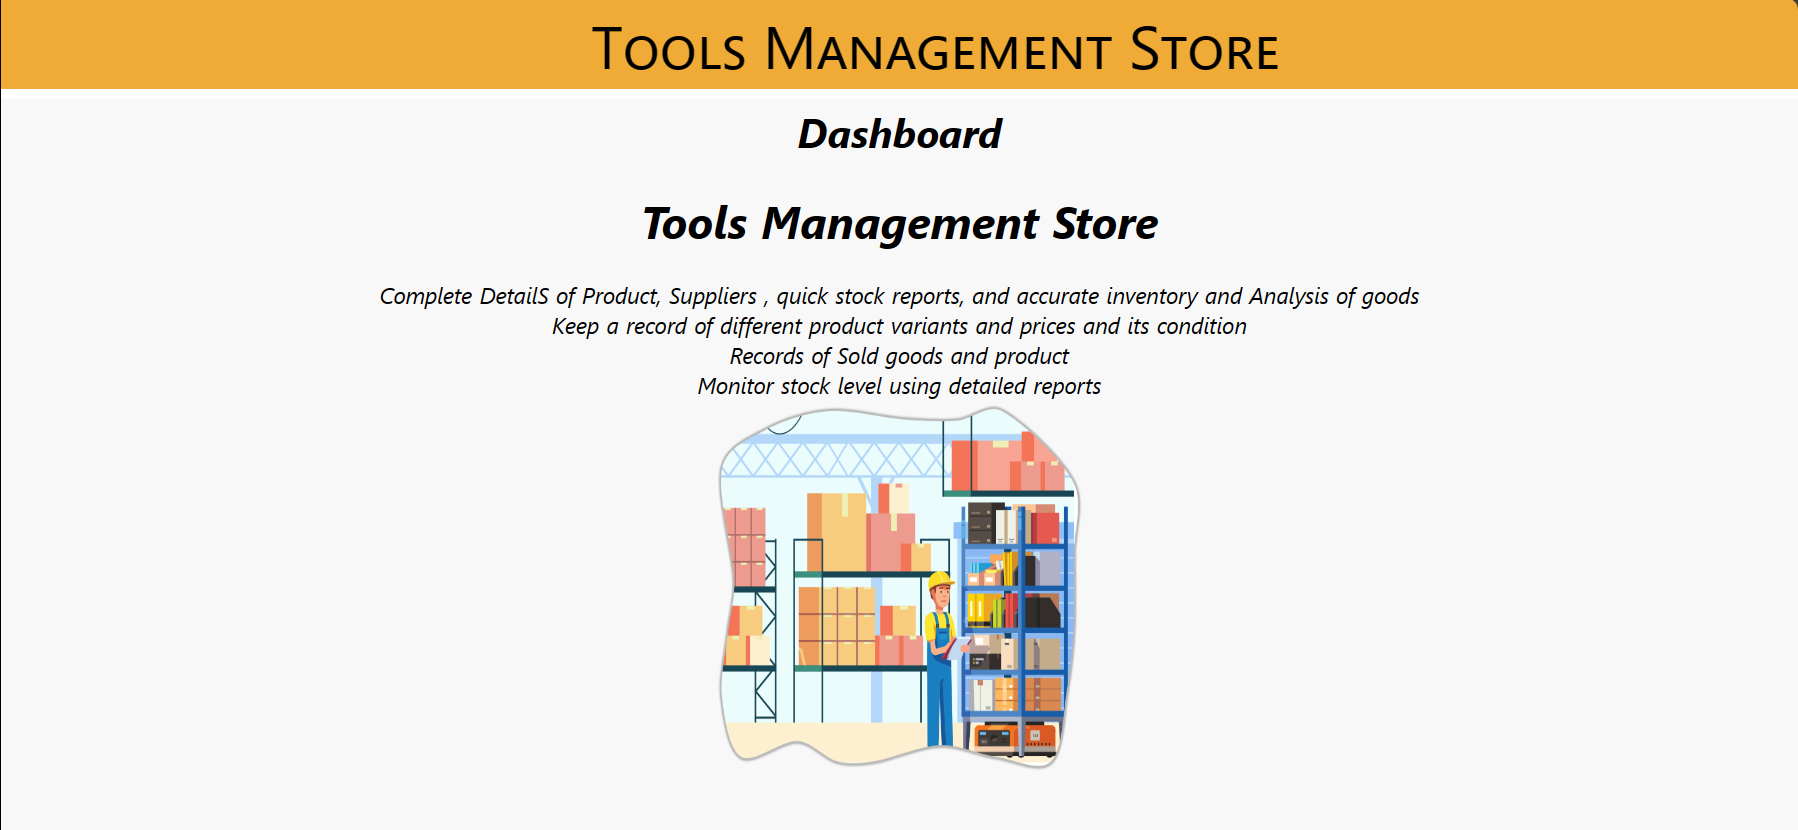 Tools Management Store
Dashboard
Tools Management Store
Complete DetailS of Product, Suppliers , quick stock reports, and accurate inventory and Analysis of goods
Keep a record of different product variants and prices and its condition
Records of Sold goods and product
Monitor stock level using detailed reports